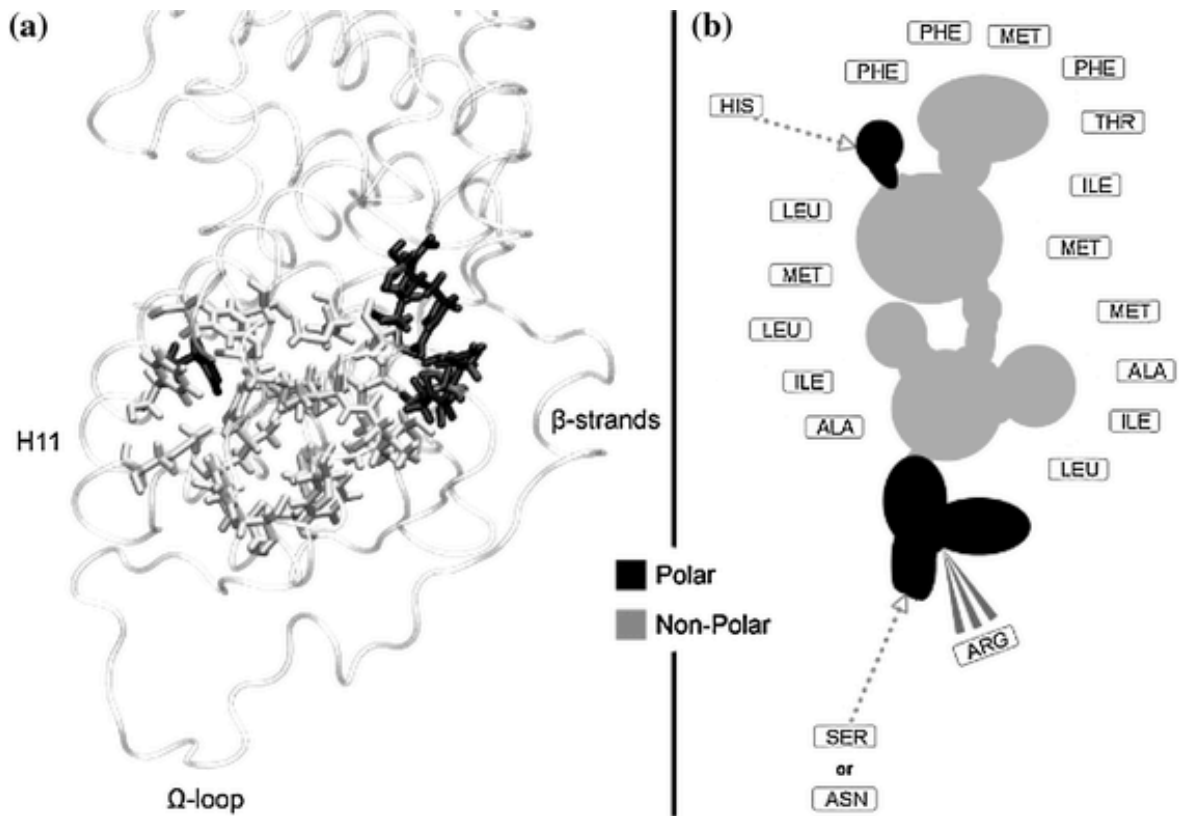 (a)
H11
β-strands
Ω-loop
Polar
Non-Polar
(b)
PHE
MET
PHE
PHE
HIS
THR
ILE
LEU
MET
MET
MET
LEU
ALA
ILE
ILE
ALA
LEU
ARG
SER
or
ASN